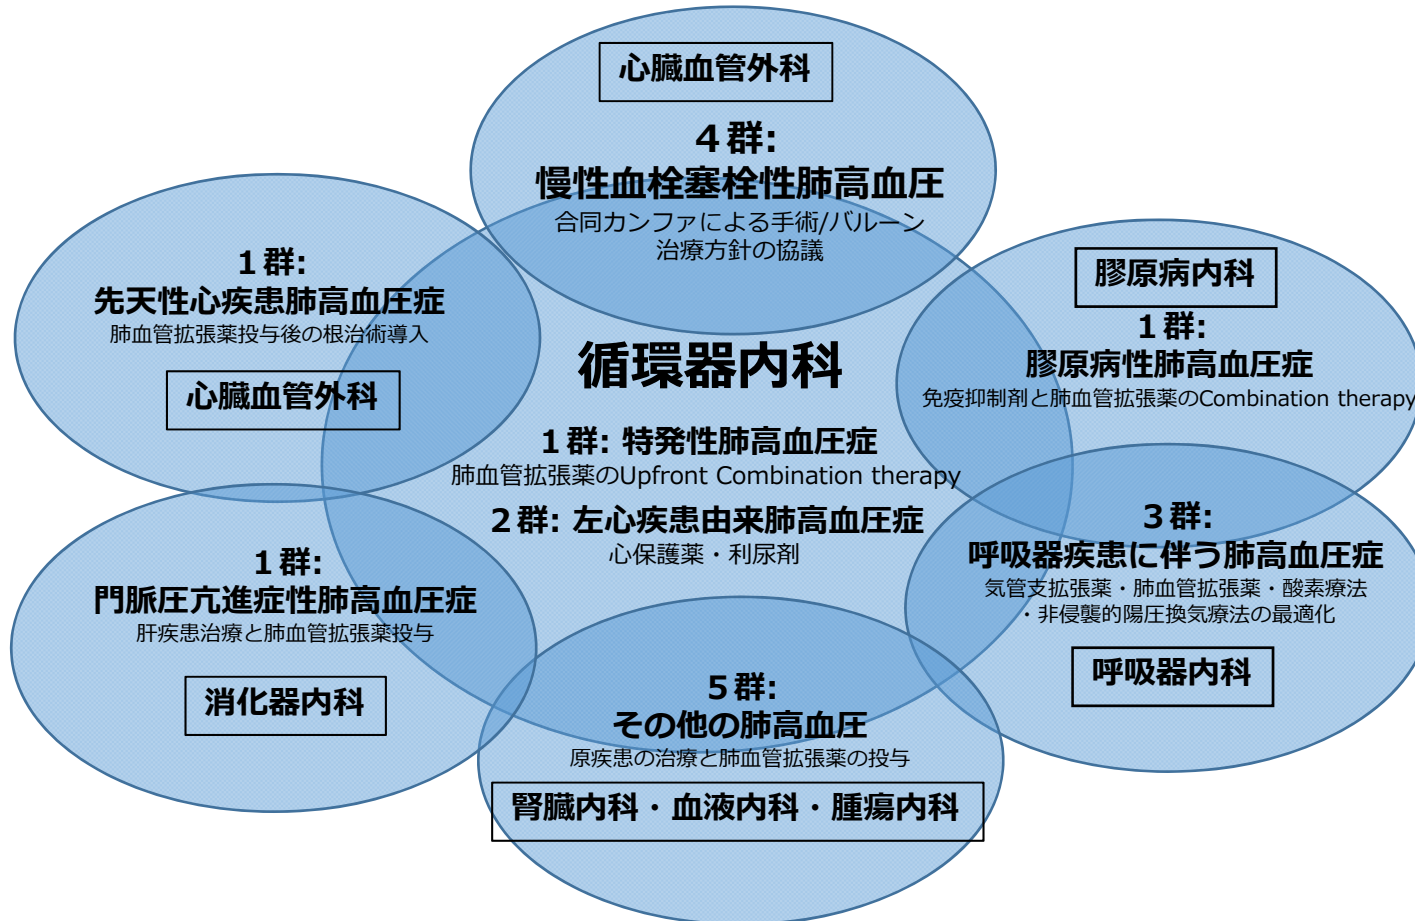 心臓血管外科
4群:
慢性血栓塞栓性肺高血圧
合同カンファによる手術/バルーン
治療方針の協議
1群:
先天性心疾患肺高血圧症
肺血管拡張薬投与後の根治術導入
心臓血管外科
膠原病内科
1群:
膠原病性肺高血圧症
免疫抑制剤と肺血管拡張薬のCombination therapy
循環器内科
1群: 特発性肺高血圧症
肺血管拡張薬のUpfront Combination therapy
2群: 左心疾患由来肺高血圧症
心保護薬・利尿剤
3群:
呼吸器疾患に伴う肺高血圧症
気管支拡張薬・肺血管拡張薬・酸素療法
・非侵襲的陽圧換気療法の最適化
呼吸器内科
1群:
門脈圧亢進症性肺高血圧症
肝疾患治療と肺血管拡張薬投与
消化器内科
5群:
その他の肺高血圧
原疾患の治療と肺血管拡張薬の投与
腎臓内科・血液内科・腫瘍内科